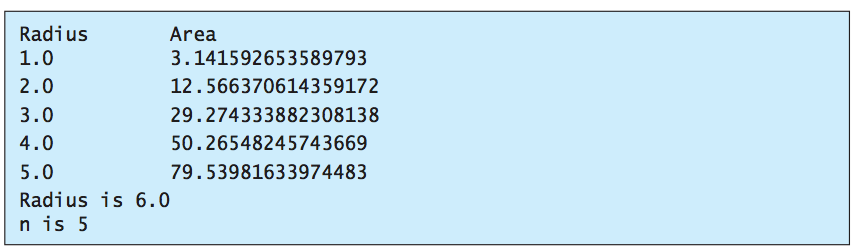 Radius Area
1.0 3.141592653589793
2.0 12.566370614359172
3.0 29.274333882308138
4.0 50.26548245743669
5.0 79.53981633974483
Radius is 6.0
n is 5